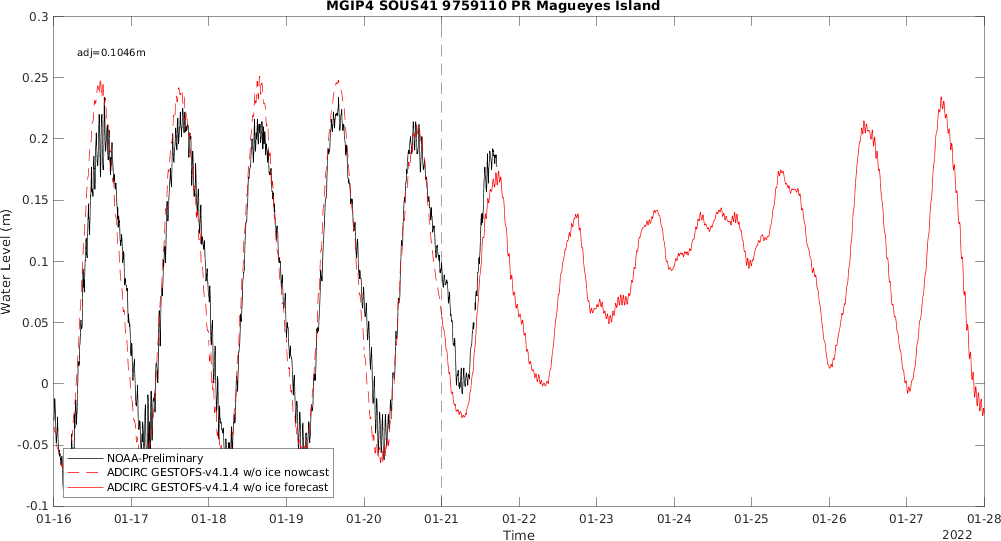 MGIP4 SOUS41 9759110 PR Magueyes Island
adj=0.1046m
0.3
0.25
0.2
0.15
0.1
0.05
0
-0.05
-0.1
Water Level (m)
NOAA-Preliminary
ADCIRC GESTOFS-v4.1.4 w/o ice nowcast
ADCIRC GESTOFS-v4.1.4 w/o ice forecast
01-16 01-17 01-18 01-19 01-20 01-21 01-22 01-23 01-24 01-25 01-26 01-27 01-28
Time
2022